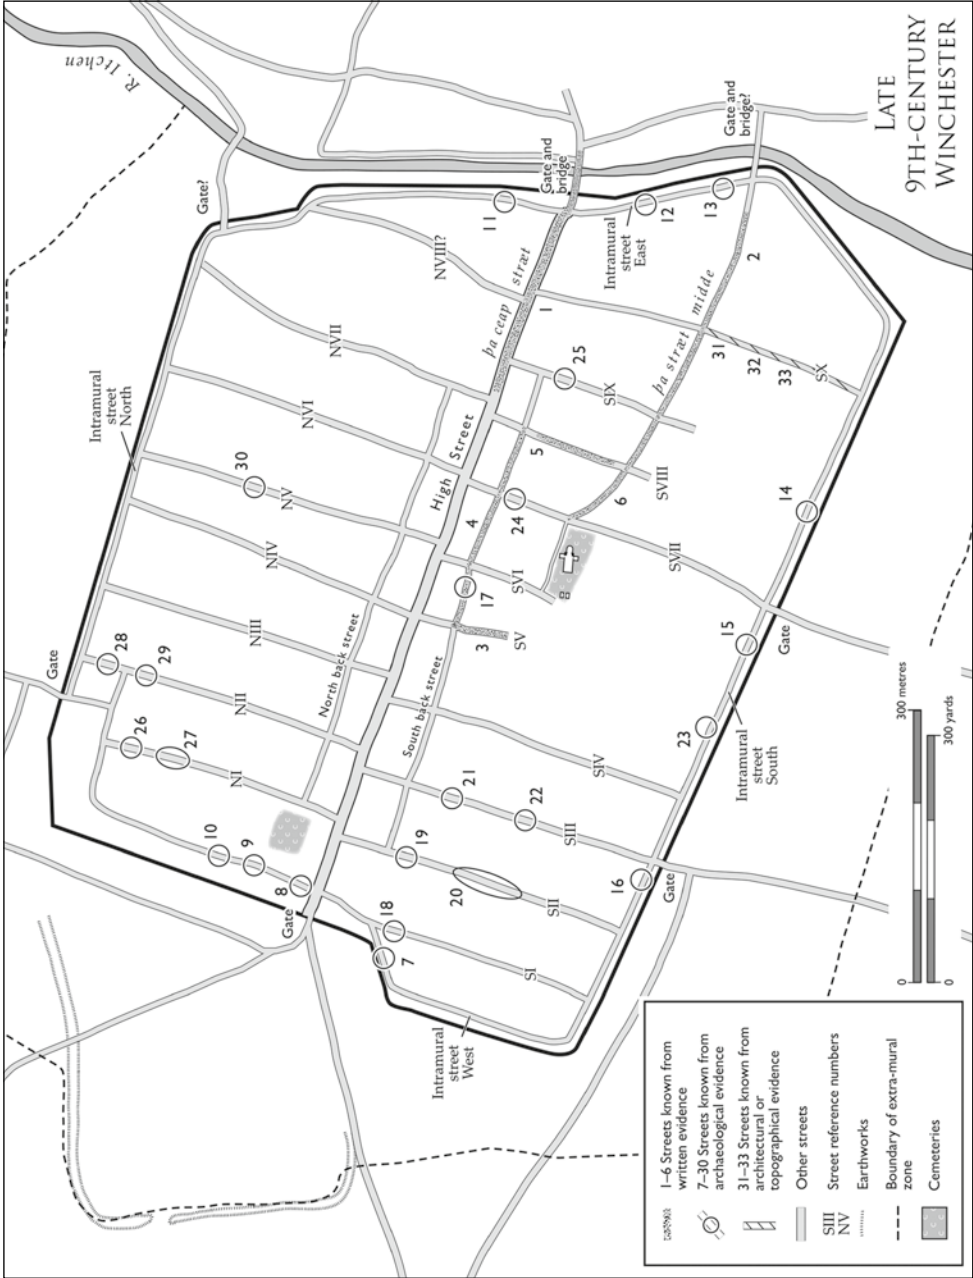 LATE
9TH-CENTURY
WINCHESTER
R. Itchen
Gate?
Gate and
bridge
Gate and
bridge?
Intramural
street
North
Intramural
street
East
Intramural
street
South
Intramural
street
West
Gate
Gate
Gate
Gate
High Street
þa ceap stræt
þa stræt midde
North back street
South back street
NI
NII
NIII
NIV
NV
NVI
NVII
NVIII?
SI
SII
SIII
SIV
SV
SVI
SVII
SVIII
SIX
SX
1
2
3
4
5
6
7
8
9
10
11
12
13
14
15
16
17
18
19
20
21
22
23
24
25
26
27
28
29
30
31
32
33
0
300 metres
0
300 yards
1–6 Streets known from
written evidence
7–30 Streets known from
archaeological evidence
31–33 Streets known from
architectural or
topographical evidence
Other streets
SIII
NV
Street reference numbers
Earthworks
Boundary of extra-mural
zone
Cemeteries